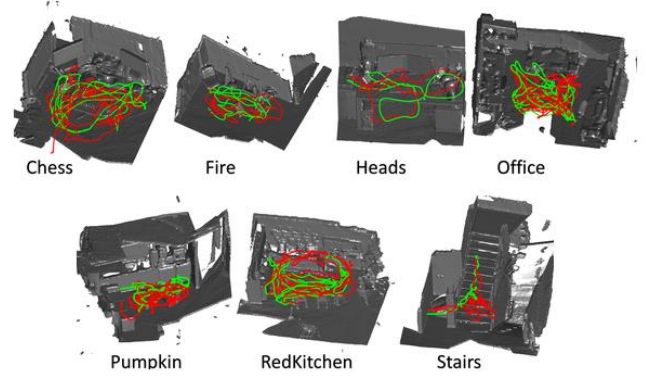 Chess
Fire
Heads
Office
Pumpkin
RedKitchen
Stairs